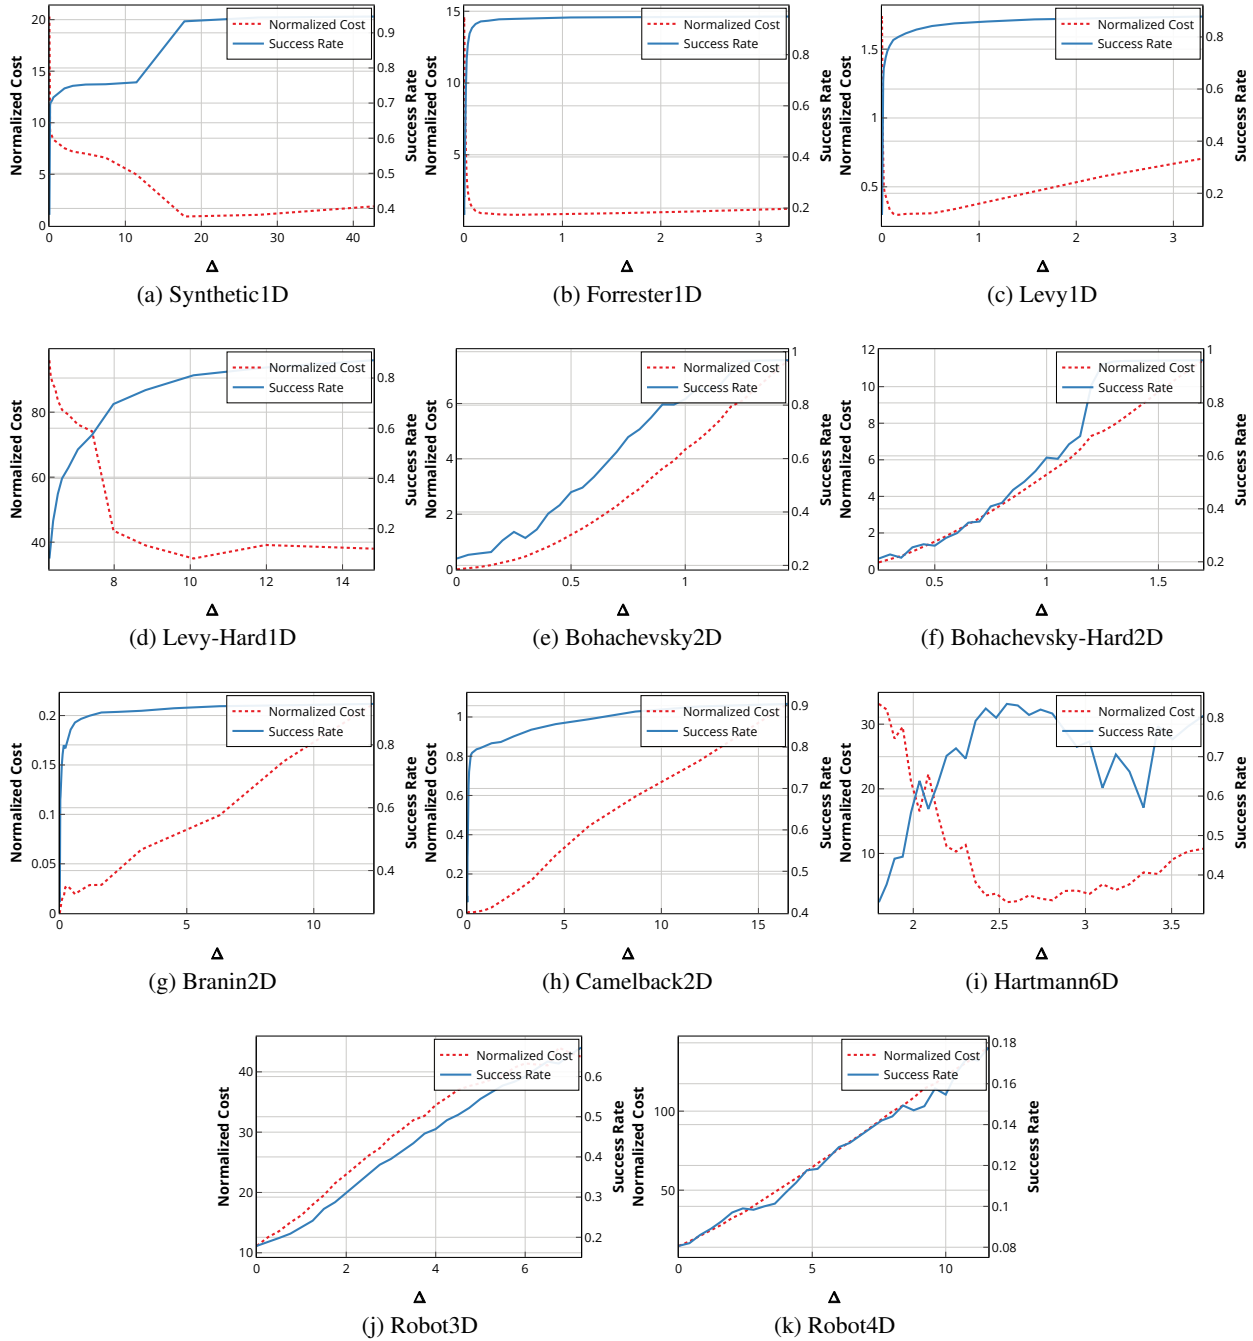 Normalized Cost
Success Rate
20
15
10
5
0
0.9
0.8
0.7
0.6
0.5
0.4
0 10 20 30 40
Normalized Cost
Success Rate
Δ
(a) Synthetic1D
Normalized Cost
Success Rate
15
10
5
0.8
0.6
0.4
0.2
0 1 2 3
Normalized Cost
Success Rate
Δ
(b) Forrester1D
Normalized Cost
Success Rate
1.5
1
0.5
0.8
0.6
0.4
0.2
0 1 2 3
Normalized Cost
Success Rate
Δ
(c) Levy1D
Normalized Cost
Success Rate
80
60
40
0.8
0.6
0.4
0.2
8 10 12 14
Normalized Cost
Success Rate
Δ
(d) Levy-Hard1D
Normalized Cost
Success Rate
6
4
2
0
1
0.8
0.6
0.4
0.2
0 0.5 1
Normalized Cost
Success Rate
Δ
(e) Bohachevsky2D
Normalized Cost
Success Rate
12
10
8
6
4
2
0
1
0.8
0.6
0.4
0.2
0.5 1 1.5
Normalized Cost
Success Rate
Δ
(f) Bohachevsky-Hard2D
Normalized Cost
Success Rate
0.2
0.15
0.1
0.05
0
0.8
0.6
0.4
0 5 10
Normalized Cost
Success Rate
Δ
(g) Branin2D
Normalized Cost
Success Rate
1
0.8
0.6
0.4
0.2
0
0.9
0.8
0.7
0.6
0.5
0.4
0 5 10 15
Normalized Cost
Success Rate
Δ
(h) Camelback2D
Normalized Cost
Success Rate
30
20
10
0.8
0.7
0.6
0.5
0.4
2 2.5 3 3.5
Normalized Cost
Success Rate
Δ
(i) Hartmann6D
Normalized Cost
Success Rate
40
30
20
10
0.6
0.5
0.4
0.3
0.2
0 2 4 6
Normalized Cost
Success Rate
Δ
(j) Robot3D
Normalized Cost
Success Rate
100
50
0.18
0.16
0.14
0.12
0.1
0.08
0 5 10
Normalized Cost
Success Rate
Δ
(k) Robot4D